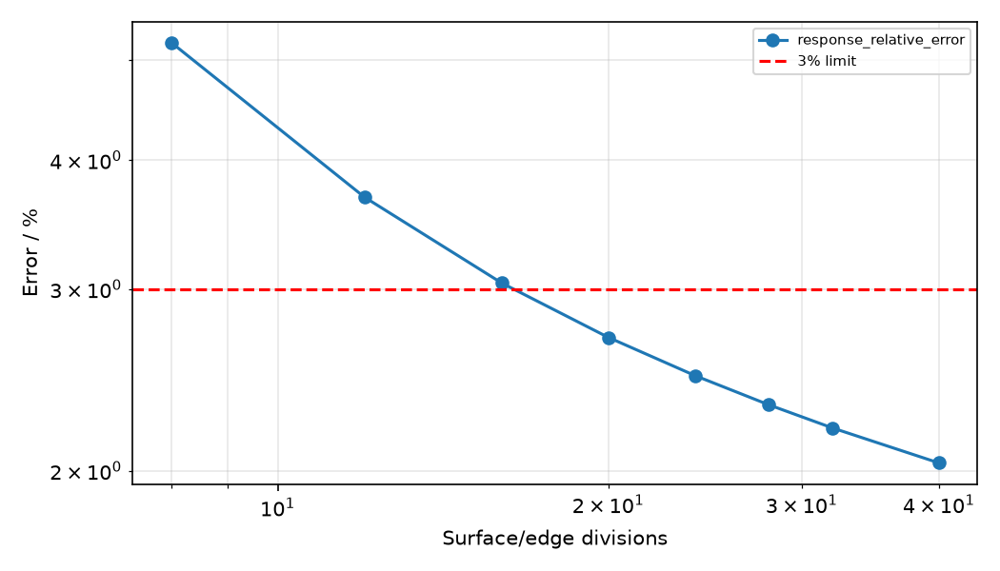 response_relative_error
3% limit
4 × 10⁰
3 × 10⁰
2 × 10⁰
Error / %
10¹
2 × 10¹
3 × 10¹
4 × 10¹
Surface/edge divisions